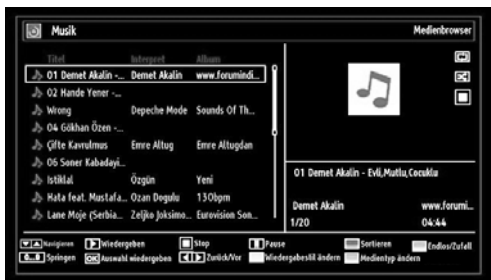 Musik Medienbrowser
Titel Interpret Album
01 Demet Akalin -... Demet Akalin www.forumindi...
02 Hande Yener -...
Wrong Depeche Mode Sounds Of Th...
04 Gökhan Özen -...
Çifte Kavrulmus Emre Altug Emre Altugdan
06 Soner Kabadayi...
Istiklal Özgün Yeni
Hata feat. Mustafa... Ozan Dogulu 130bpm
Lane Moje (Serbia... Zeljko Joksimo... Eurovision Son...
01 Demet Akalin - Evli,Mutlu,Cocuklu
Demet Akalin www.forumi...
1/20 04:44
Navigieren Wiedergeben Stop Pause Sortieren Endlos/Zufall
0...9 Springen OK Auswahl wiedergeben Zurück/Vor Wiedergabestil ändern Medientyp ändern